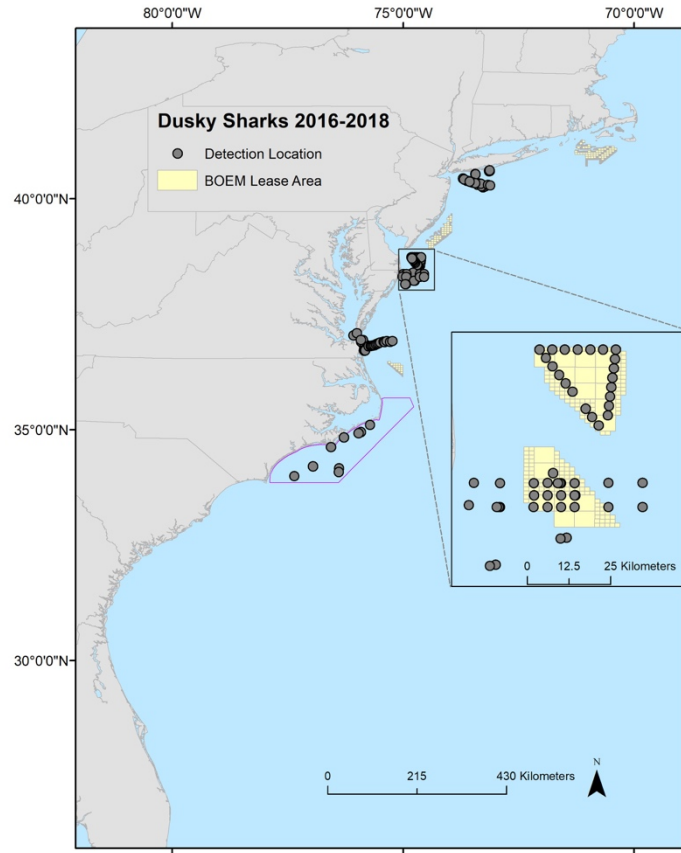 80°0'0"W 75°0'0"W 70°0'0"W
Dusky Sharks 2016-2018
Detection Location
BOEM Lease Area
40°0'0"N
35°0'0"N
0 12.5 25 Kilometers
30°0'0"N
N
0 215 430 Kilometers